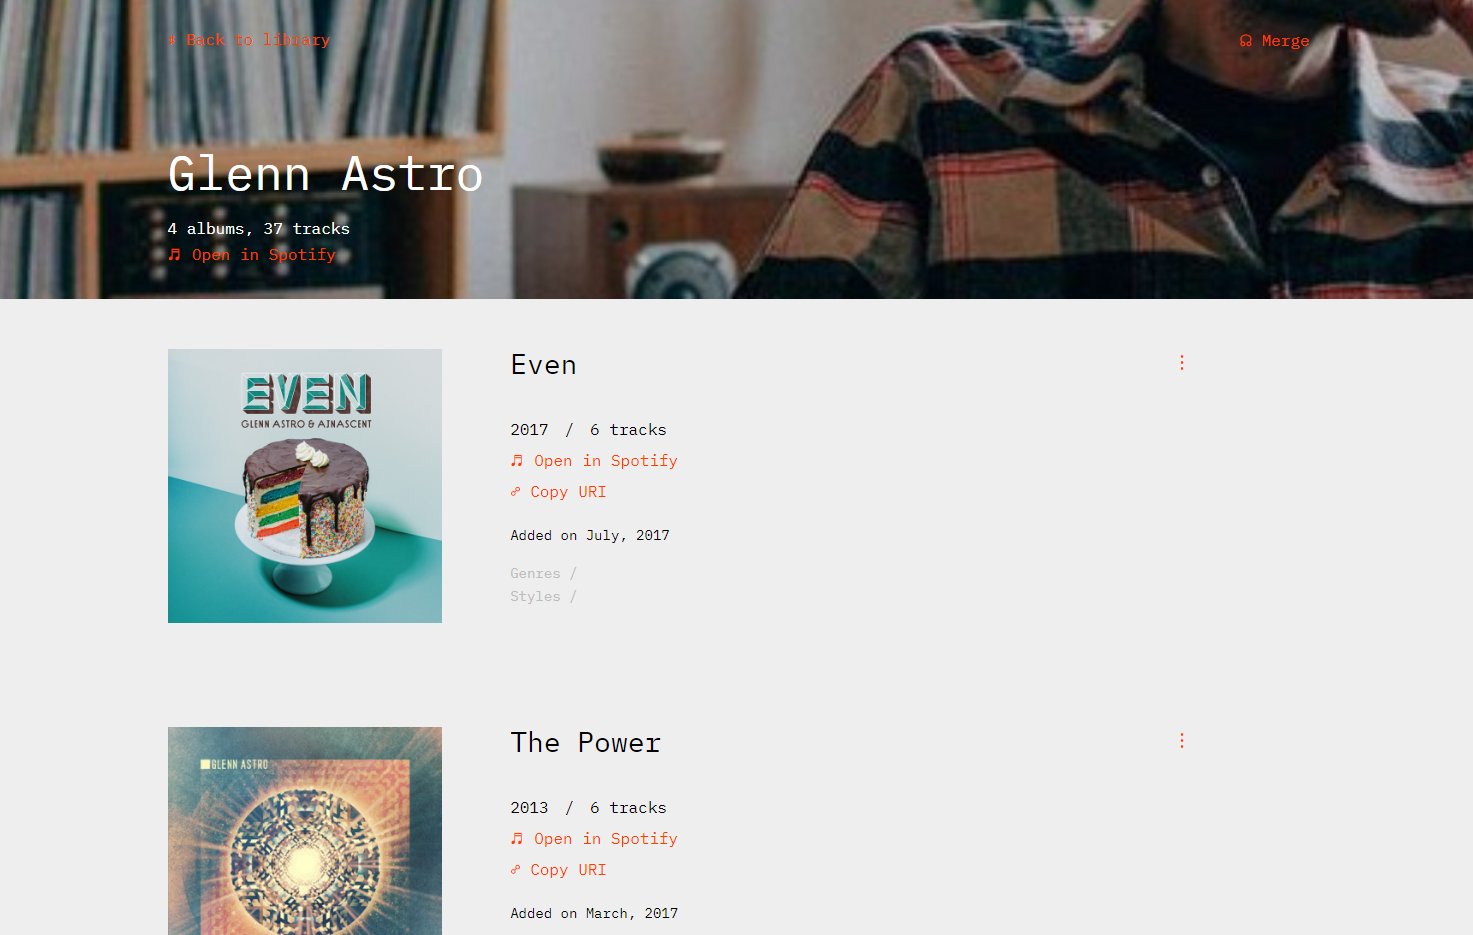 Back to library
Merge
Glenn Astro
4 albums, 37 tracks
♬ Open in Spotify
EVEN
GLENN ASTRO & AJNASCENT
Even
2017 / 6 tracks
♬ Open in Spotify
Copy URI
Added on July, 2017
Genres /
Styles /
GLENN ASTRO
The Power
2013 / 6 tracks
♬ Open in Spotify
Copy URI
Added on March, 2017